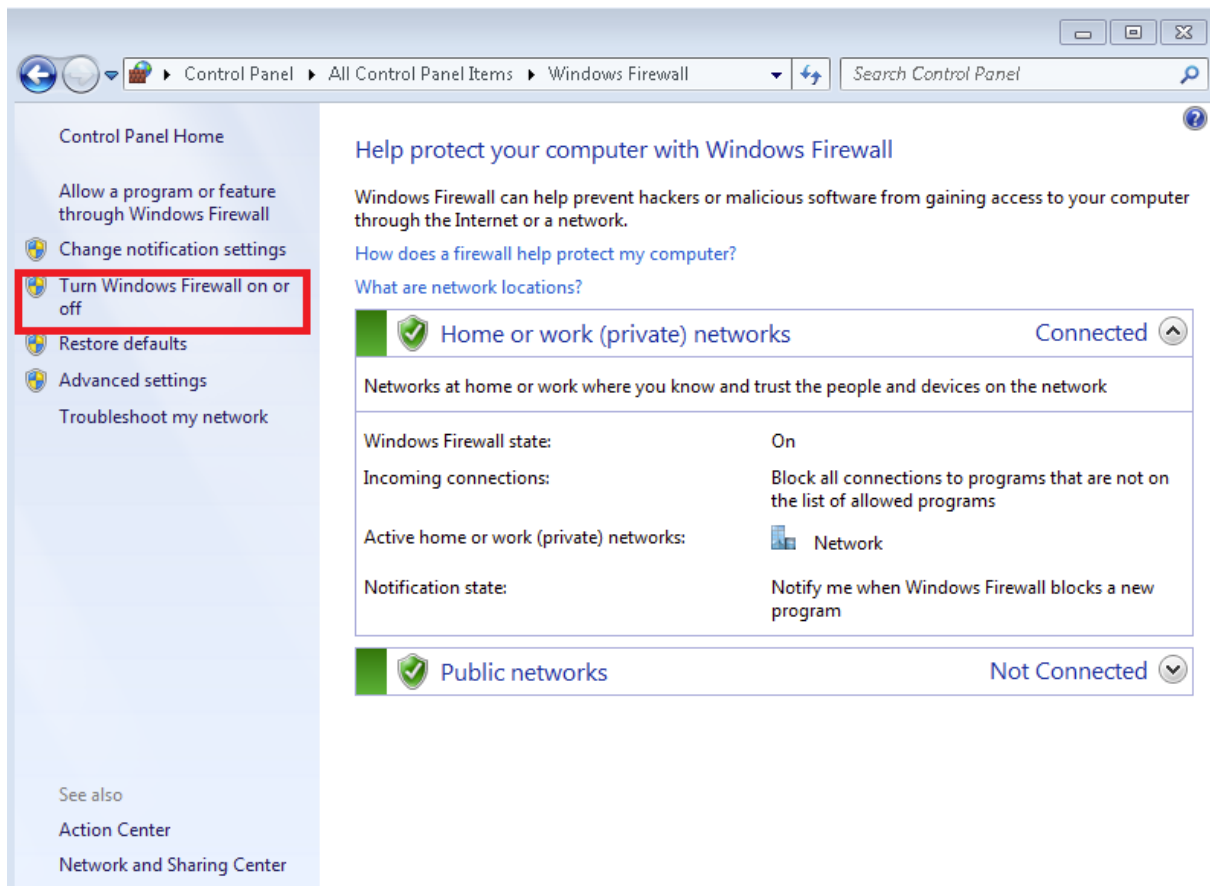 Control Panel ▸ All Control Panel Items ▸ Windows Firewall
Search Control Panel
Control Panel Home
Allow a program or feature
through Windows Firewall
Change notification settings
Turn Windows Firewall on or
off
Restore defaults
Advanced settings
Troubleshoot my network
See also
Action Center
Network and Sharing Center
Help protect your computer with Windows Firewall
Windows Firewall can help prevent hackers or malicious software from gaining access to your computer
through the Internet or a network.
How does a firewall help protect my computer?
What are network locations?
Home or work (private) networks Connected
Networks at home or work where you know and trust the people and devices on the network
Windows Firewall state: On
Incoming connections: Block all connections to programs that are not on
the list of allowed programs
Active home or work (private) networks: Network
Notification state: Notify me when Windows Firewall blocks a new
program
Public networks Not Connected